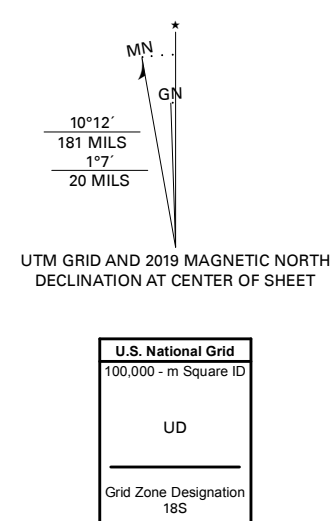 ★
MN
GN
10°12´
181 MILS
1°7´
20 MILS
UTM GRID AND 2019 MAGNETIC NORTH
DECLINATION AT CENTER OF SHEET
U.S. National Grid
100,000 - m Square ID
UD
Grid Zone Designation
18S